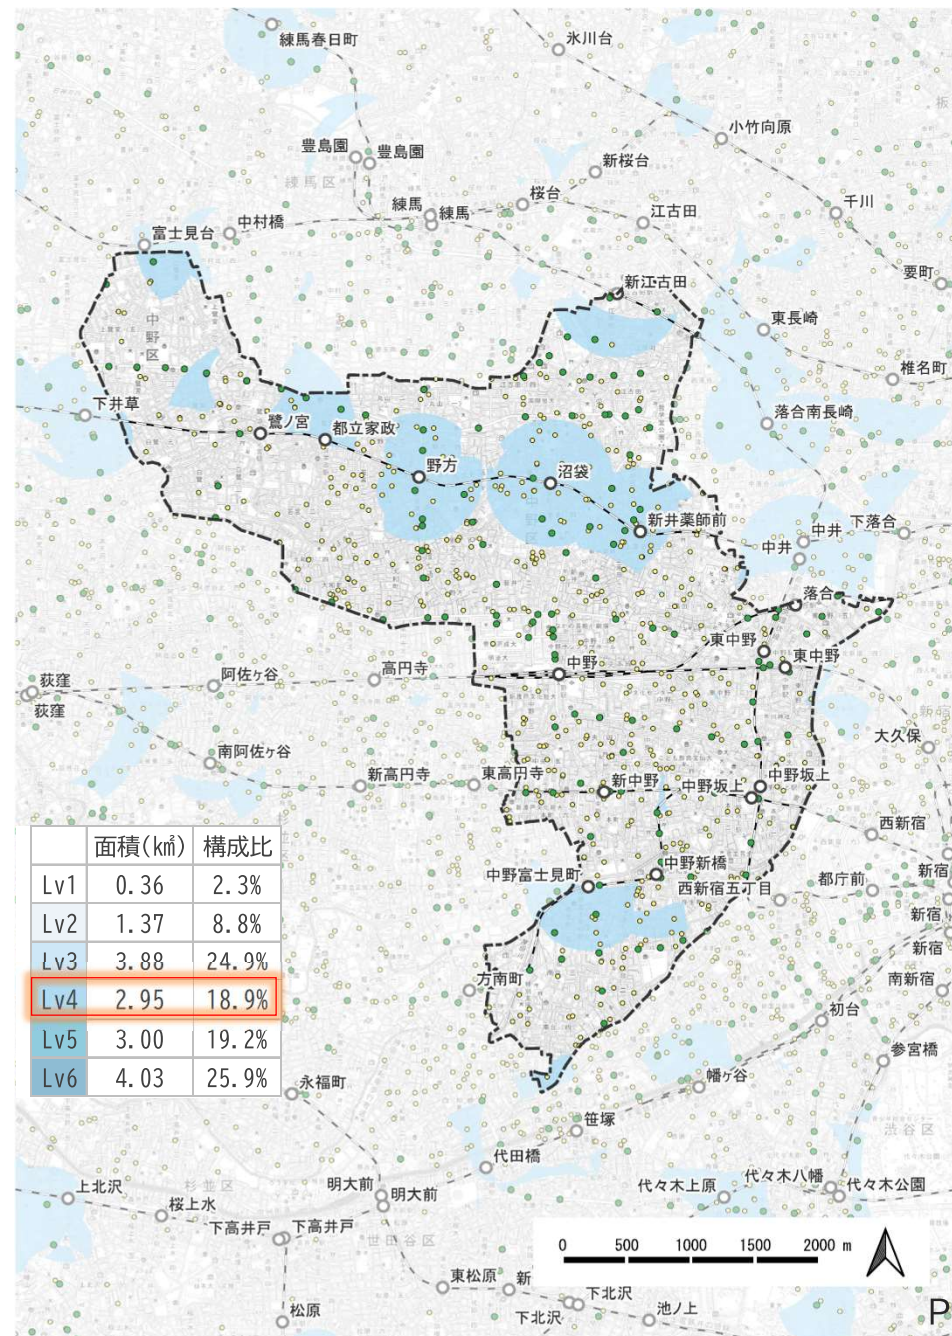 練馬春日町
氷川台
小竹向原
豊島園
豊島園
新桜台
練馬区
桜台
千川
練馬
練馬
江古田
中村橋
富士見台
要町
新江古田
中野区
東長崎
椎名町
下井草
落合南長崎
鷺ノ宮
都立家政
野方
沼袋
新井薬師前
中井
下落合
中井
落合
東中野
中野
東中野
高円寺
阿佐ヶ谷
荻窪
荻窪
大久保
南阿佐ヶ谷
新高円寺
東高円寺
新中野
中野坂上
中野坂上
西新宿
中野新橋
中野富士見町
西新宿五丁目
都庁前
新宿
新宿
新宿
南新宿
方南町
初台
参宮橋
面積(㎢) 構成比
Lv1 0.36 2.3%
Lv2 1.37 8.8%
Lv3 3.88 24.9%
Lv4 2.95 18.9%
Lv5 3.00 19.2%
Lv6 4.03 25.9%
永福町
幡ヶ谷
笹塚
渋谷区
代田橋
杉並区
上北沢
桜上水
明大前
明大前
代々木上原
代々木八幡
代々木公園
下高井戸
下高井戸
世田谷区
0 500 1000 1500 2000 m
東松原
新
下北沢
下北沢
松原
池ノ上
P